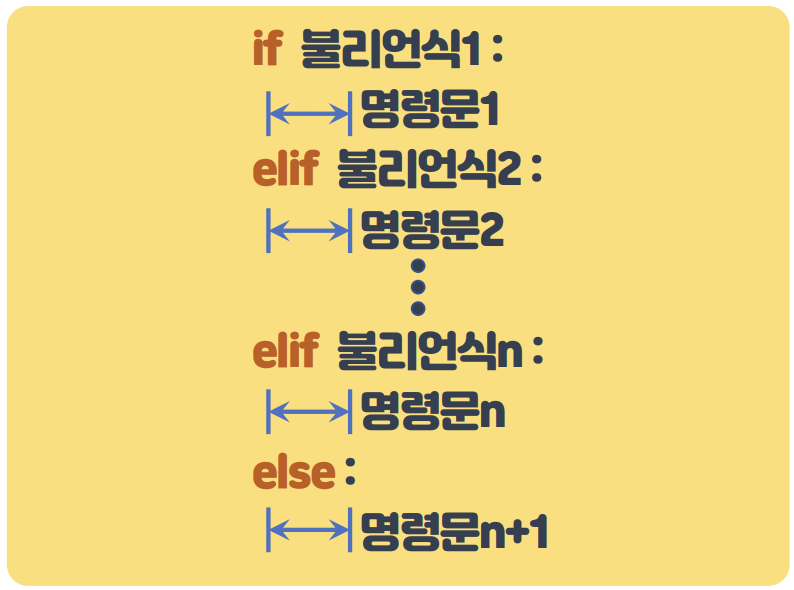 if 불리언식1 :
명령문1
elif 불리언식2 :
명령문2
elif 불리언식n :
명령문n
else :
명령문n+1